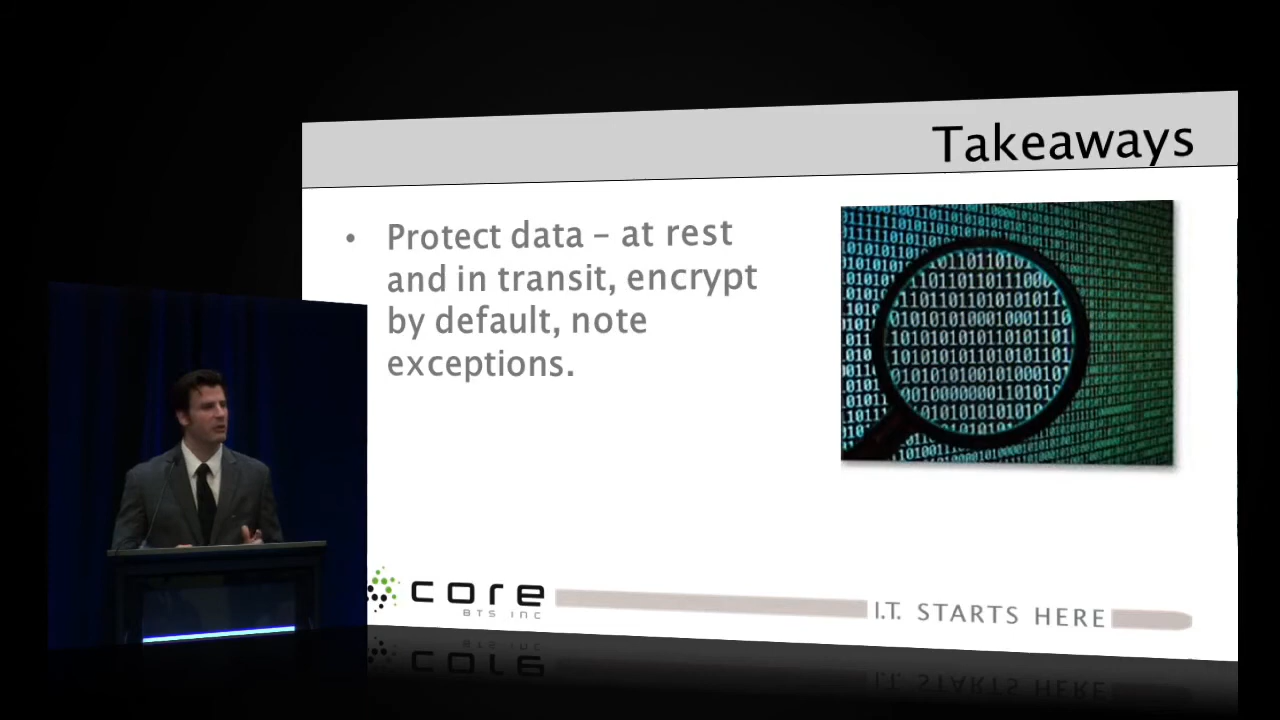 Takeaways
• Protect data – at rest
and in transit, encrypt
by default, note
exceptions.
core
BTS INC
I.T. STARTS HERE